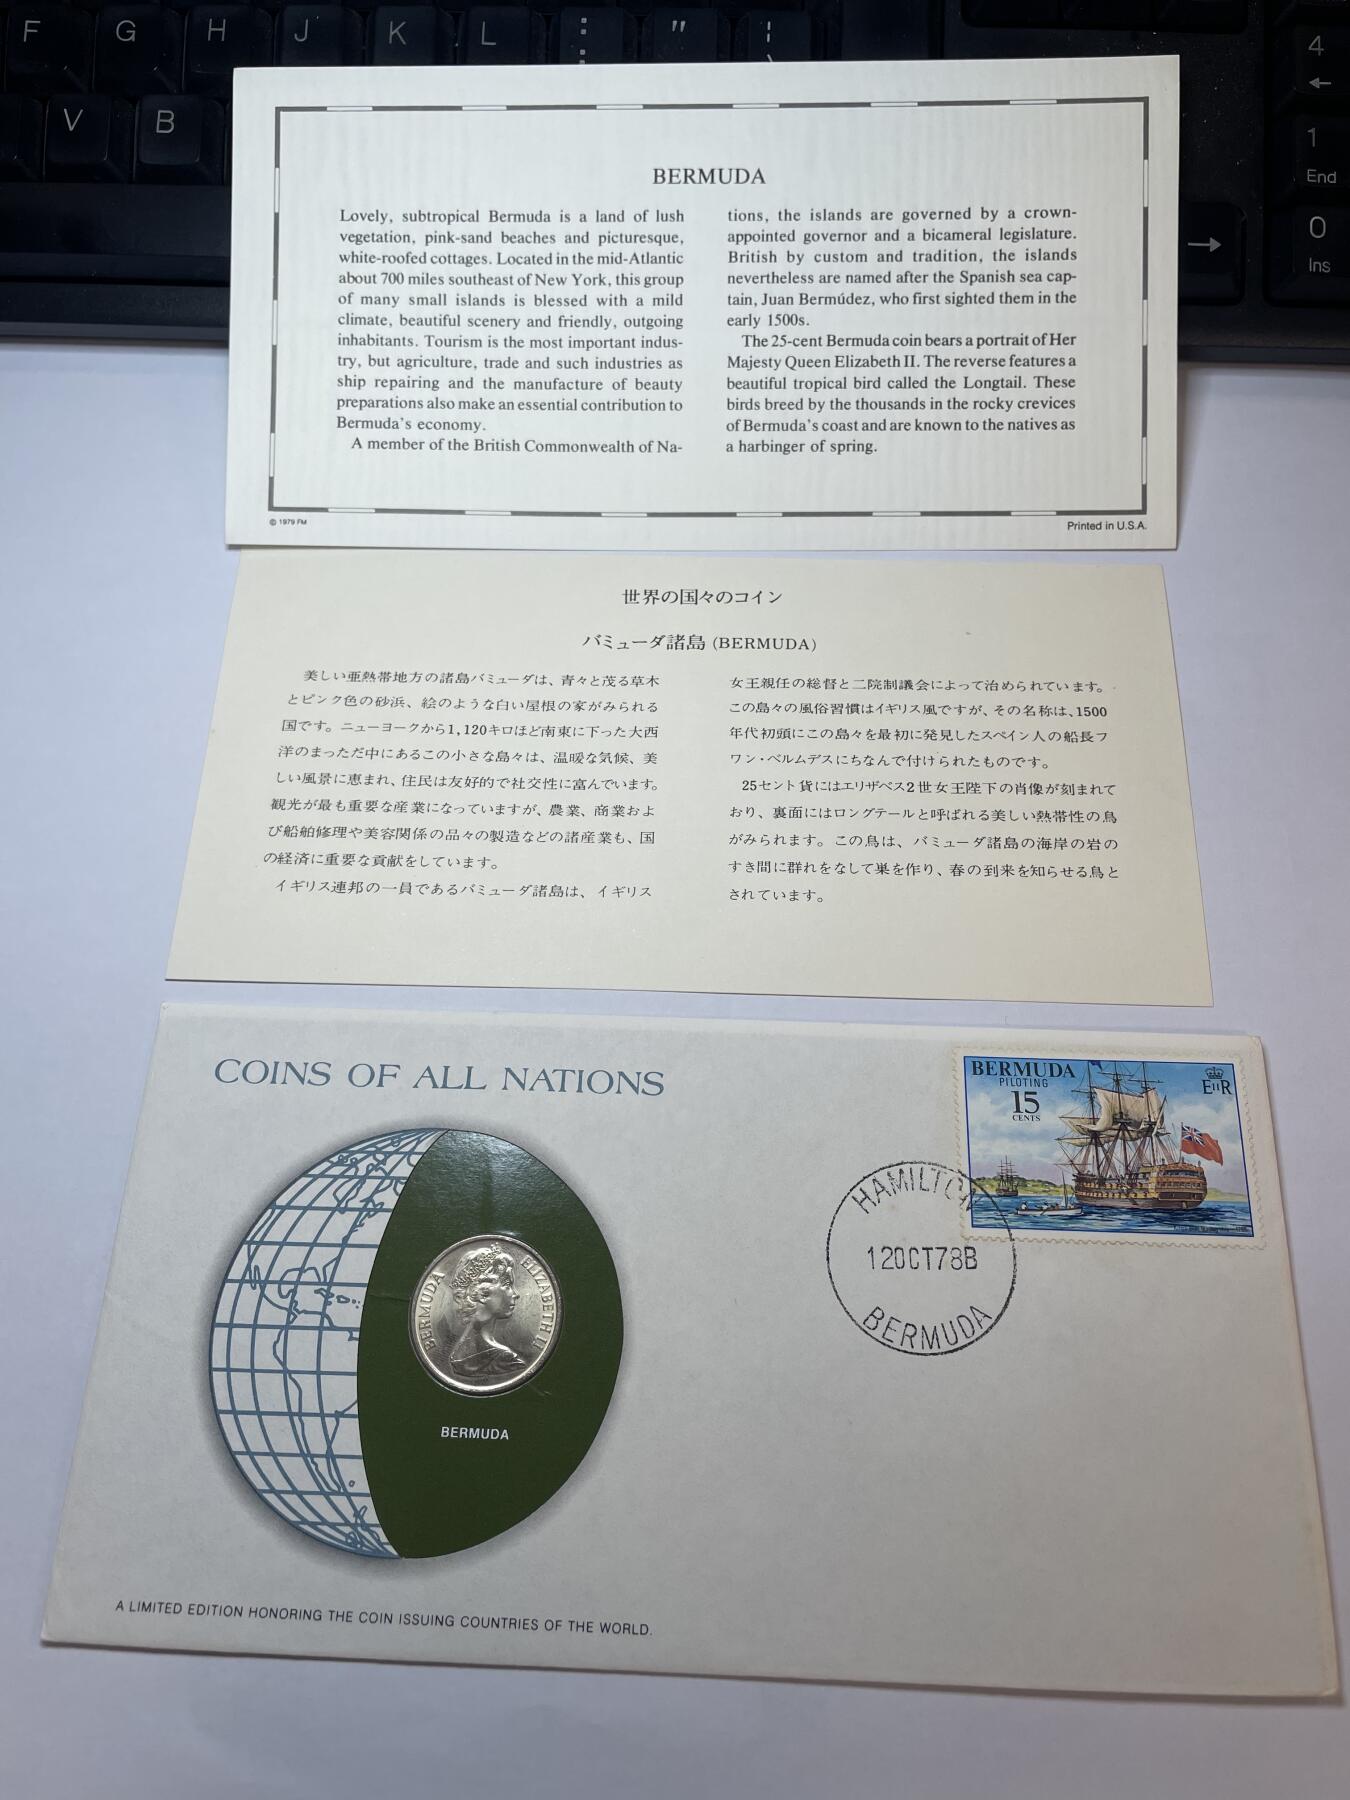 F G H J K L : "
; '
V B
4
←
1
End
→
0
Ins
BERMUDA
Lovely, subtropical Bermuda is a land of lush
vegetation, pink-sand beaches and picturesque,
white-roofed cottages. Located in the mid-Atlantic
about 700 miles southeast of New York, this group
of many small islands is blessed with a mild
climate, beautiful scenery and friendly, outgoing
inhabitants. Tourism is the most important indus-
try, but agriculture, trade and such industries as
ship repairing and the manufacture of beauty
preparations also make an essential contribution to
Bermuda's economy.
A member of the British Commonwealth of Na-
tions, the islands are governed by a crown-
appointed governor and a bicameral legislature.
British by custom and tradition, the islands
nevertheless are named after the Spanish sea cap-
tain, Juan Bermúdez, who first sighted them in the
early 1500s.
The 25-cent Bermuda coin bears a portrait of Her
Majesty Queen Elizabeth II. The reverse features a
beautiful tropical bird called the Longtail. These
birds breed by the thousands in the rocky crevices
of Bermuda's coast and are known to the natives as
a harbinger of spring.
© 1979 FM
Printed in U.S.A.
世界の国々のコイン
バミューダ諸島 (BERMUDA)
美しい亜熱帯地方の諸島バミューダは、青々と茂る草木
とピンク色の砂浜、絵のような白い屋根の家がみられる
国です。ニューヨークから1,120キロほど南東に下った大西
洋のまっただ中にあるこの小さな島々は、温暖な気候、美
しい風景に恵まれ、住民は友好的で社交性に富んでいます。
観光が最も重要な産業になっていますが、農業、商業およ
び船舶修理や美容関係の品々の製造などの諸産業も、国
の経済に重要な貢献をしています。
イギリス連邦の一員であるバミューダ諸島は、イギリス
女王親任の総督と二院制議会によって治められています。
この島々の風俗習慣はイギリス風ですが、その名称は、1500
年代初頭にこの島々を最初に発見したスペイン人の船長フ
ワン・ベルムデスにちなんで付けられたものです。
25セント貨にはエリザベス2世女王陛下の肖像が刻まれて
おり、裏面にはロングテールと呼ばれる美しい熱帯性の鳥
がみられます。この鳥は、バミューダ諸島の海岸の岩の
すき間に群れをなして巣を作り、春の到来を知らせる鳥と
されています。
COINS OF ALL NATIONS
BERMUDA
PILOTING
15
CENTS
EIIR
HAMILTON
12OCT78B
BERMUDA
BERMUDA ELIZABETH II
BERMUDA
A LIMITED EDITION HONORING THE COIN ISSUING COUNTRIES OF THE WORLD.